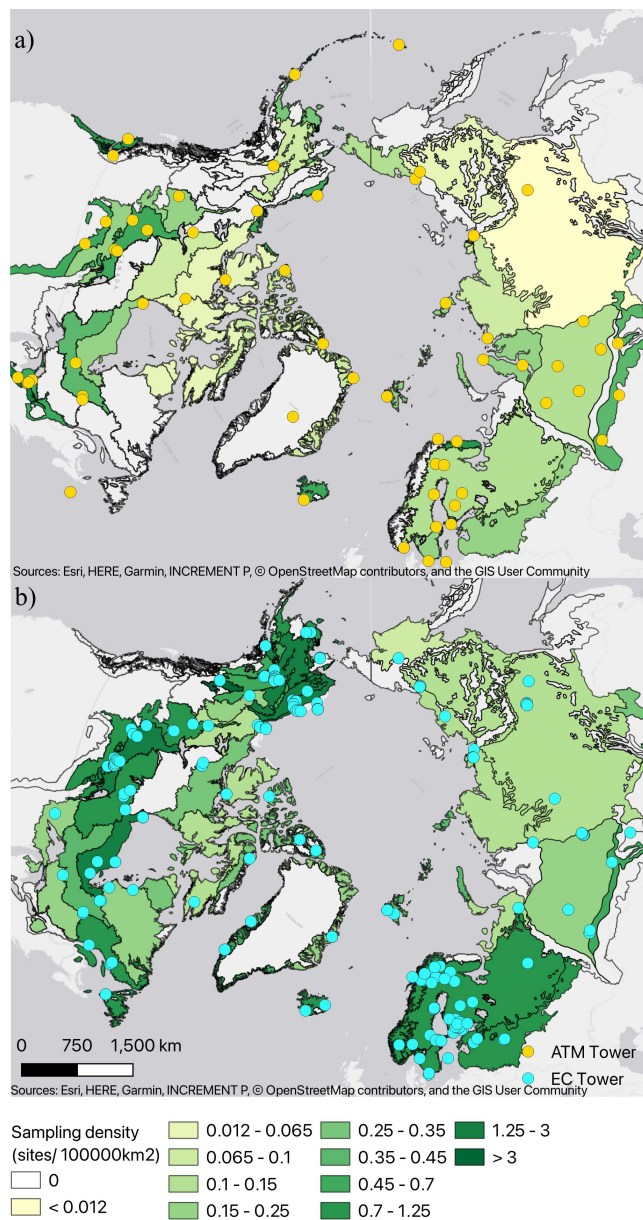 a)
Sources: Esri, HERE, Garmin, INCREMENT P, © OpenStreetMap contributors, and the GIS User Community
b)
0 750 1,500 km
ATM Tower
EC Tower
Sources: Esri, HERE, Garmin, INCREMENT P, © OpenStreetMap contributors, and the GIS User Community
Sampling density
(sites/ 100000km2)
0
< 0.012
0.012 - 0.065
0.065 - 0.1
0.1 - 0.15
0.15 - 0.25
0.25 - 0.35
0.35 - 0.45
0.45 - 0.7
0.7 - 1.25
1.25 - 3
> 3